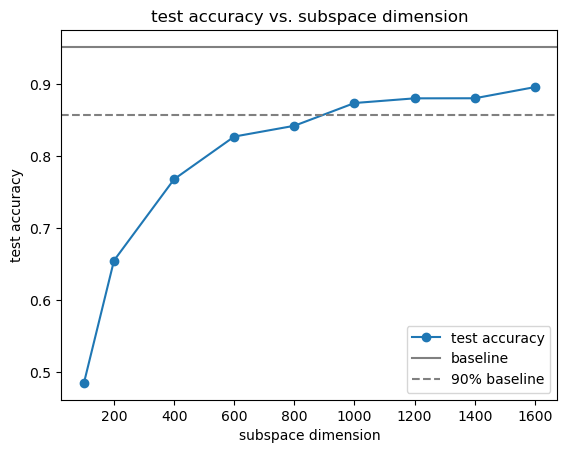 test accuracy vs. subspace dimension
test accuracy
0.9
0.8
0.7
0.6
0.5
test accuracy
baseline
90% baseline
200 400 600 800 1000 1200 1400 1600
subspace dimension